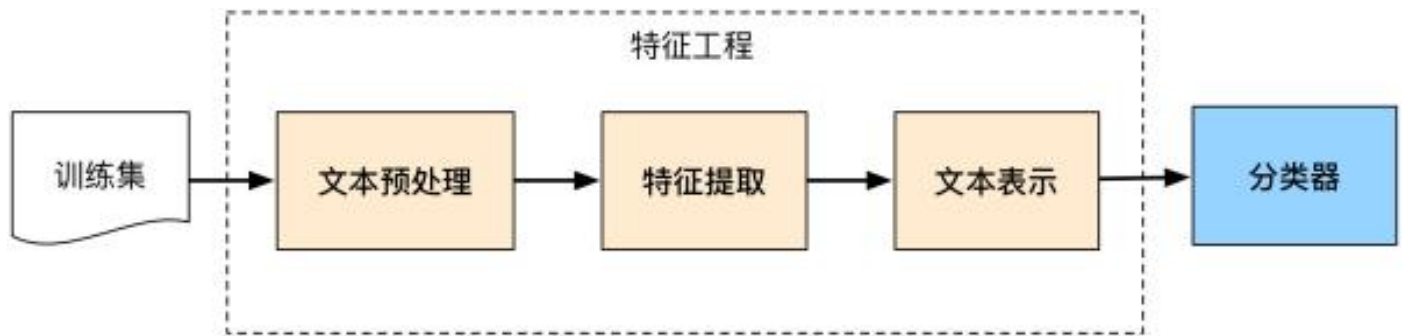 特征工程
训练集
文本预处理
特征提取
文本表示
分类器